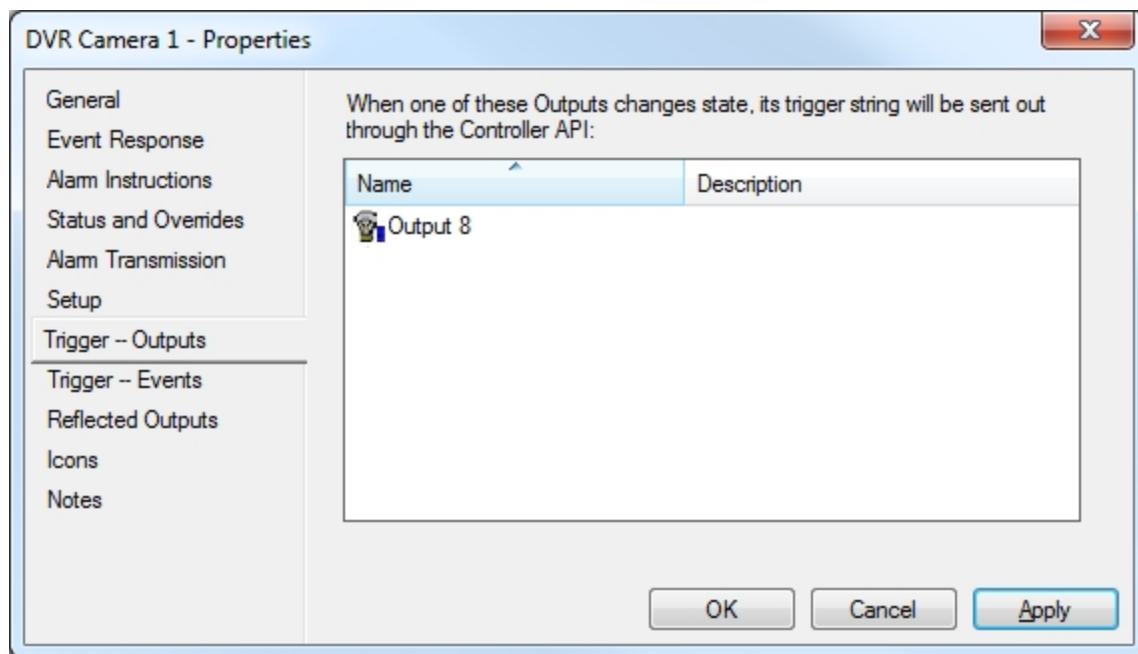 DVR Camera 1 - Properties
General
Event Response
Alarm Instructions
Status and Overrides
Alarm Transmission
Setup
Trigger -- Outputs
Trigger -- Events
Reflected Outputs
Icons
Notes
When one of these Outputs changes state, its trigger string will be sent out
through the Controller API:
Name Description
Output 8
OK Cancel Apply